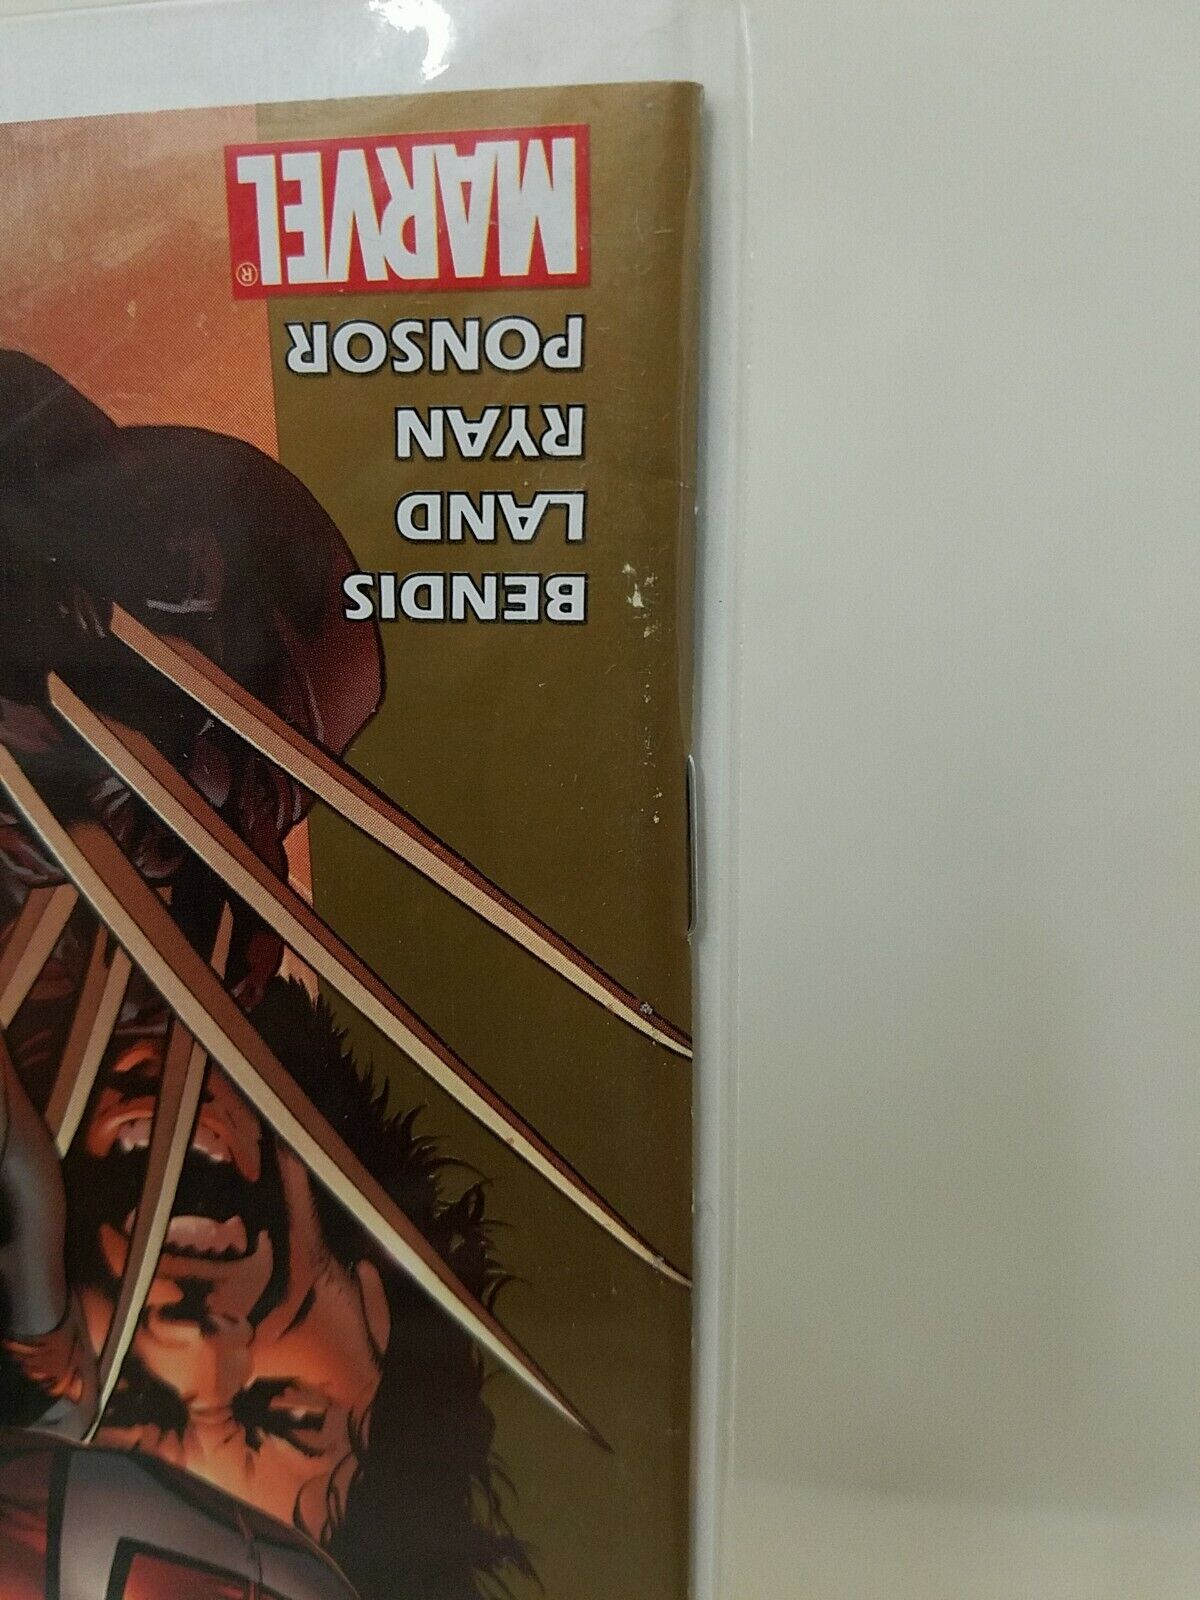 BENDIS
LAND
RYAN
PONSOR
MARVEL®